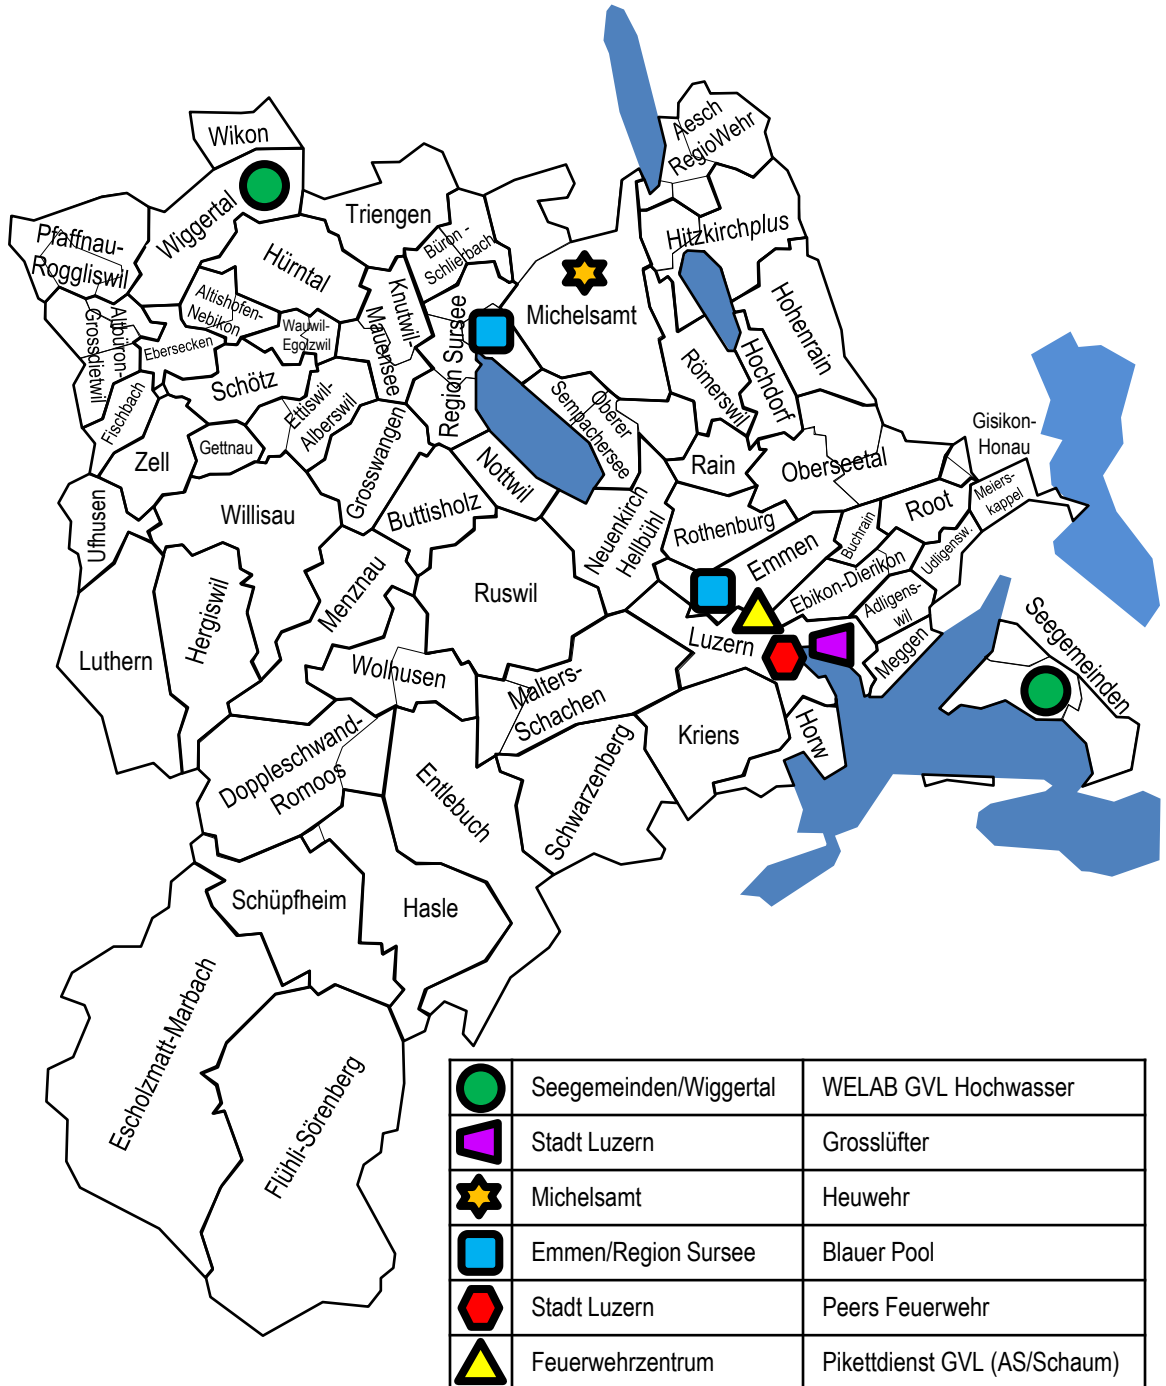 Wikon
Aesch
RegioWehr
Wiggertal
Triengen
Pfaffnau-
Roggliswil
Hürntal
Büron -
Schlierbach
Hitzkirchplus
Altishofen-
Nebikon
Knutwil-
Mauensee
Region Sursee
Michelsamt
Hohenrain
Altbüron-
Grossdietwil
Ebersecken
Wauwil-
Egolzwil
Römerswil
Hochdorf
Fischbach
Schötz
Ettiswil-
Alberswil
Oberer
Sempachersee
Gisikon-
Honau
Zell
Gettnau
Grosswangen
Nottwil
Rain
Oberseetal
Meiers-
kappel
Ufhusen
Willisau
Buttisholz
Neuenkirch
Hellbühl
Rothenburg
Emmen
Buchrain
Root
Udligensw.
Luthern
Hergiswil
Menznau
Ruswil
Ebikon-Dierikon
Adligens-
wil
Seegemeinden
Luzern
Meggen
Wolhusen
Malters-
Schachen
Kriens
Horw
Doppleschwand-
Romoos
Entlebuch
Schwarzenberg
Schüpfheim
Hasle
Escholzmatt-Marbach
Flühli-Sörenberg
Seegemeinden/Wiggertal WELAB GVL Hochwasser
Stadt Luzern Grosslüfter
Michelsamt Heuwehr
Emmen/Region Sursee Blauer Pool
Stadt Luzern Peers Feuerwehr
Feuerwehrzentrum Pikettdienst GVL (AS/Schaum)